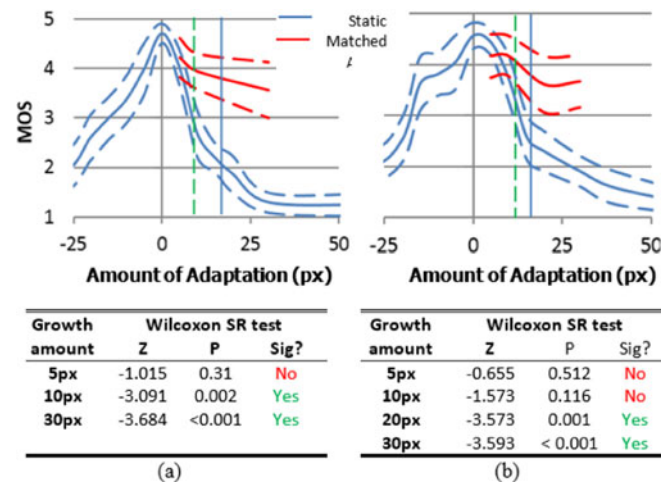 Static
Matched
MOS
5
4
3
2
1
-25 0 25 50
Amount of Adaptation (px)
-25 0 25 50
Amount of Adaptation (px)
Growth amount Wilcoxon SR test
Z P Sig?
5px -1.015 0.31 No
10px -3.091 0.002 Yes
30px -3.684 <0.001 Yes
(a)
Growth amount Wilcoxon SR test
Z P Sig?
5px -0.655 0.512 No
10px -1.573 0.116 No
20px -3.573 0.001 Yes
30px -3.593 < 0.001 Yes
(b)